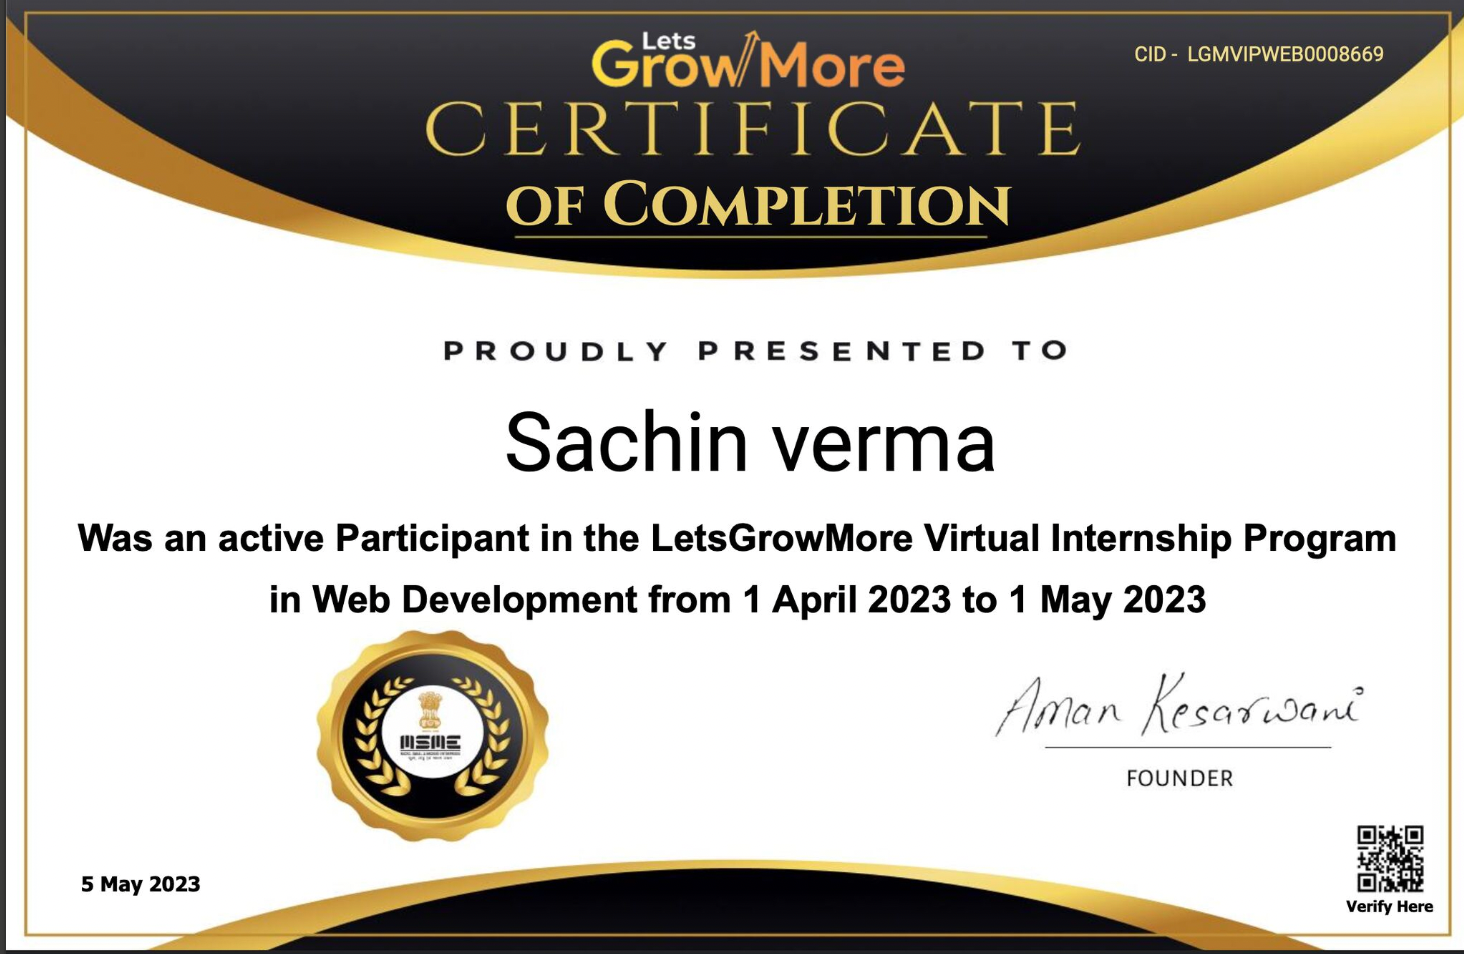 Lets
GrowMore
CID - LGMVIPWEB0008669
CERTIFICATE
OF COMPLETION
PROUDLY PRESENTED TO
Sachin verma
Was an active Participant in the LetsGrowMore Virtual Internship Program
in Web Development from 1 April 2023 to 1 May 2023
MSME
Aman Kesarwani
FOUNDER
5 May 2023
Verify Here